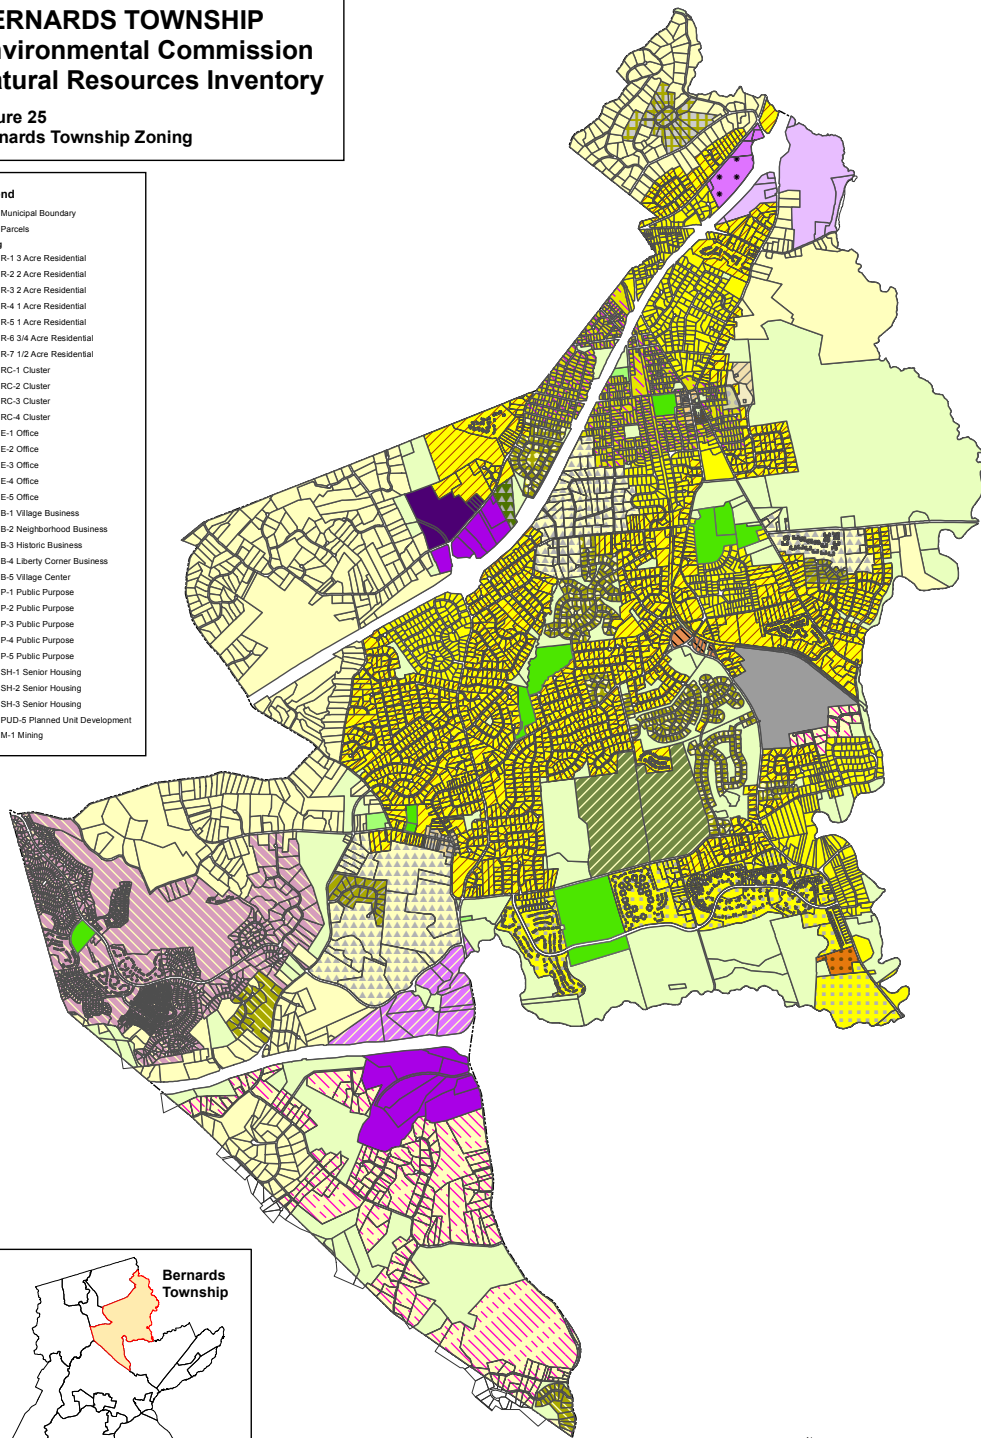 ERNARDS TOWNSHIP
nvironmental Commission
atural Resources Inventory
ure 25
nards Township Zoning
nd
Municipal Boundary
Parcels
g
R-1 3 Acre Residential
R-2 2 Acre Residential
R-3 2 Acre Residential
R-4 1 Acre Residential
R-5 1 Acre Residential
R-6 3/4 Acre Residential
R-7 1/2 Acre Residential
RC-1 Cluster
RC-2 Cluster
RC-3 Cluster
RC-4 Cluster
E-1 Office
E-2 Office
E-3 Office
E-4 Office
E-5 Office
B-1 Village Business
B-2 Neighborhood Business
B-3 Historic Business
B-4 Liberty Corner Business
B-5 Village Center
P-1 Public Purpose
P-2 Public Purpose
P-3 Public Purpose
P-4 Public Purpose
P-5 Public Purpose
SH-1 Senior Housing
SH-2 Senior Housing
SH-3 Senior Housing
PUD-5 Planned Unit Development
M-1 Mining
Bernards
Township